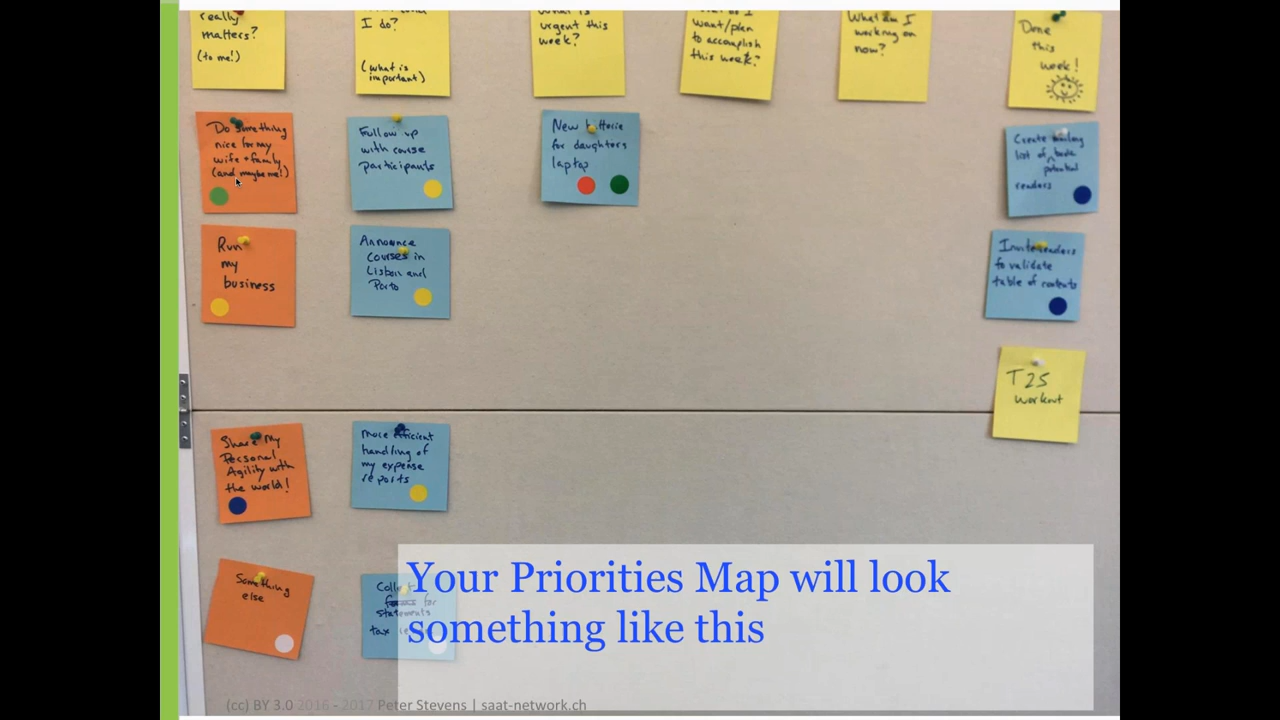 really
matters?
(to me!)
I do?
(what is
important)
urgent this
week?
want/plan
to accomplish
this week?
What am I
working on
now?
Done
this
week!
Do something
nice for my
wife + family
(and maybe me!)
Follow up
with course
participants
New
for daughters
laptop
Create mailing
list of
potential
readers
Run
my
business
Announce
courses in
Lisbon and
Porto
Invite readers
to validate
table of contents
T25
workout
Share My
Personal
Agility with
the world!
more efficient
handling of
my expense
reports
Something
else
for
statements
tax
Your Priorities Map will look
something like this
(cc) BY 3.0 2016 - 2017 Peter Stevens | saat-network.ch